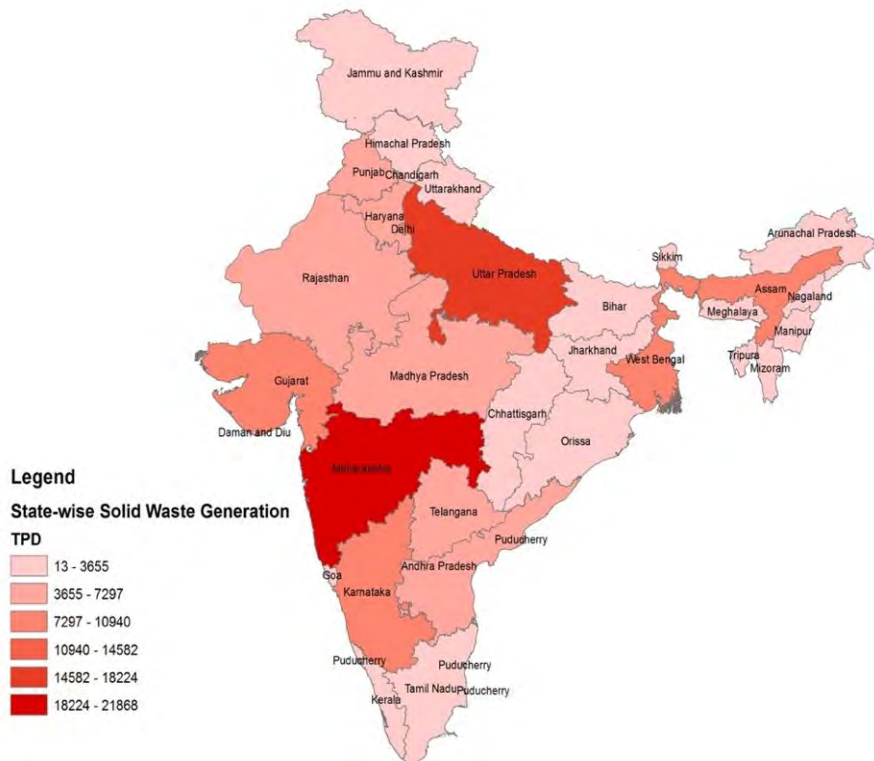 Jammu and Kashmir
Himachal Pradesh
Punjab
Chandigarh
Uttarakhand
Haryana
Delhi
Arunachal Pradesh
Sikkim
Rajasthan
Uttar Pradesh
Assam
Nagaland
Bihar
Meghalaya
Manipur
Jharkhand
Tripura
West Bengal
Mizoram
Madhya Pradesh
Gujarat
Chhattisgarh
Daman and Diu
Orissa
Maharashtra
Telangana
Puducherry
Andhra Pradesh
Goa
Karnataka
Puducherry
Puducherry
Tamil Nadu
Puducherry
Kerala
Legend
State-wise Solid Waste Generation
TPD
13 - 3655
3655 - 7297
7297 - 10940
10940 - 14582
14582 - 18224
18224 - 21868